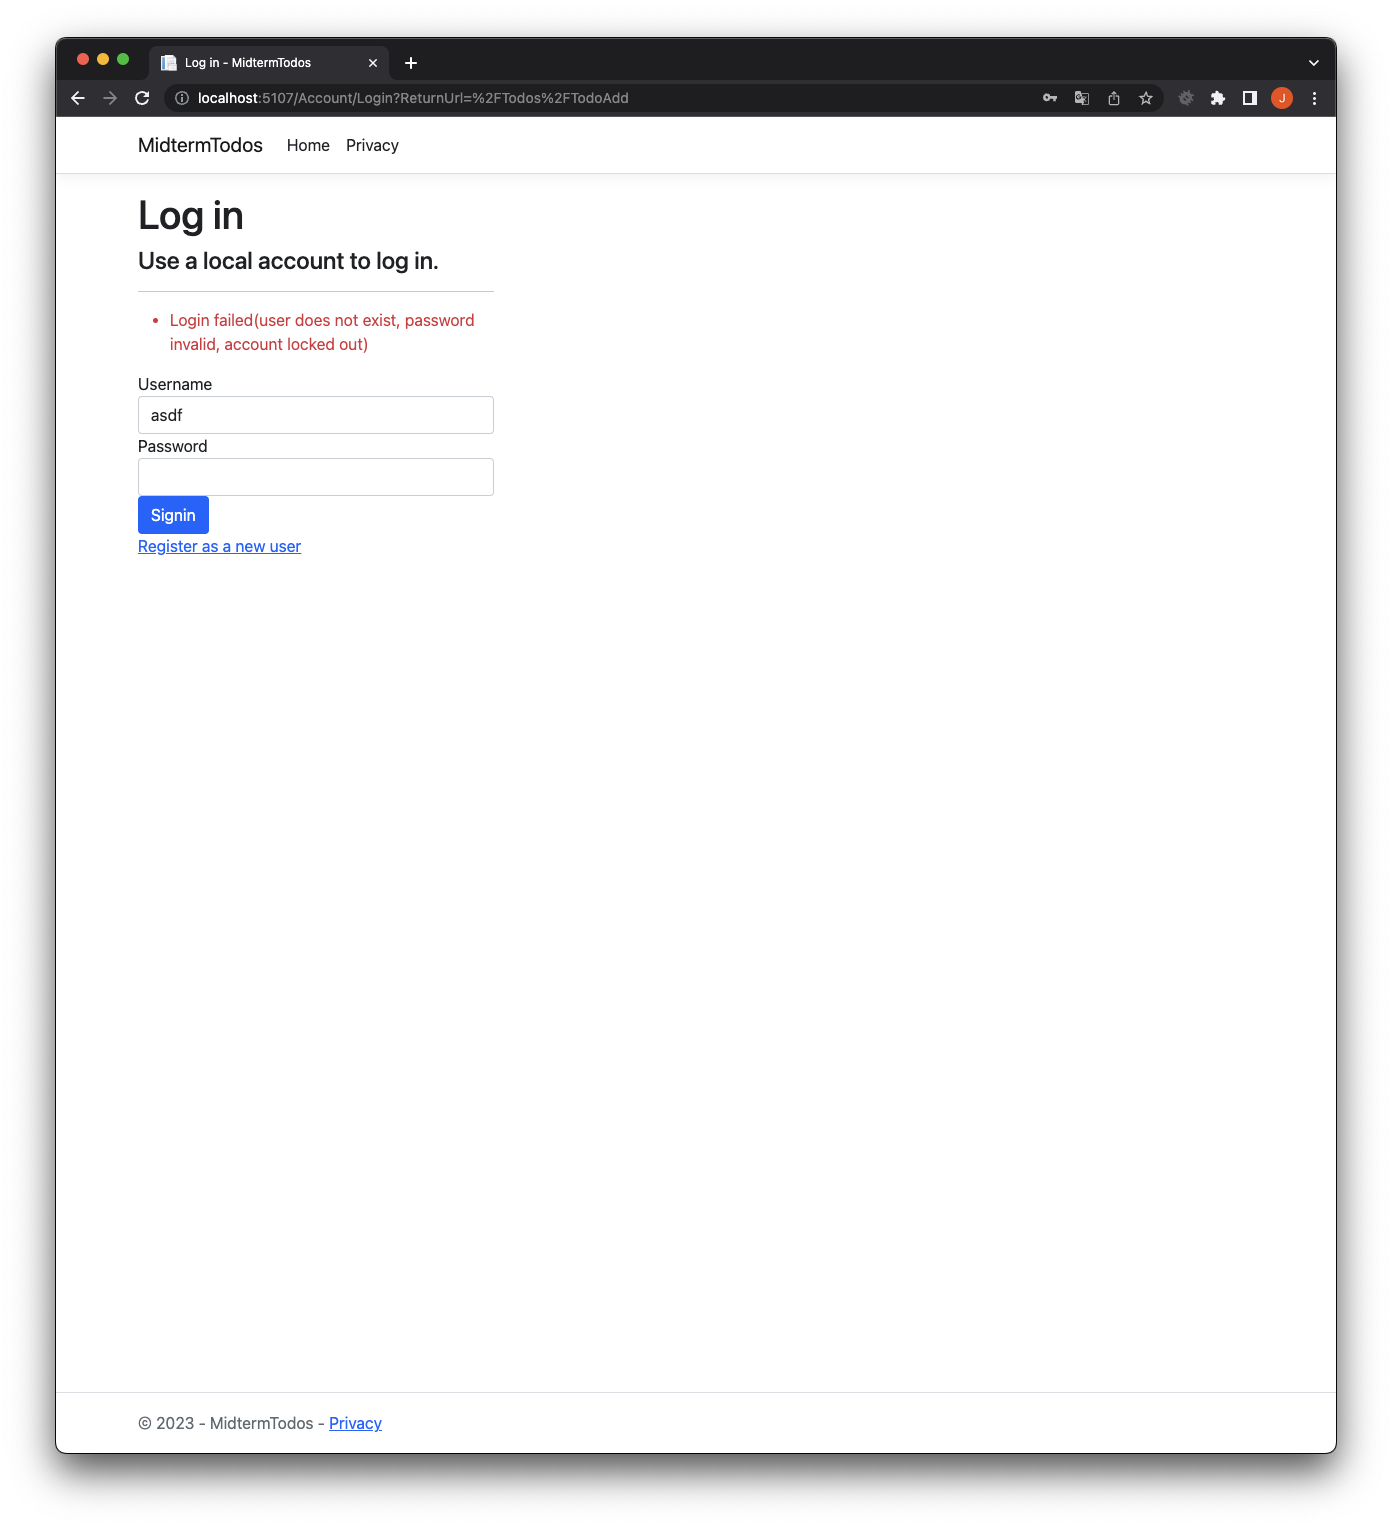 Log in - MidtermTodos
localhost:5107/Account/Login?ReturnUrl=%2FTodos%2FTodoAdd
J
MidtermTodos Home Privacy
Log in
Use a local account to log in.
Login failed(user does not exist, password
invalid, account locked out)
Username
asdf
Password
Signin
Register as a new user
© 2023 - MidtermTodos - Privacy